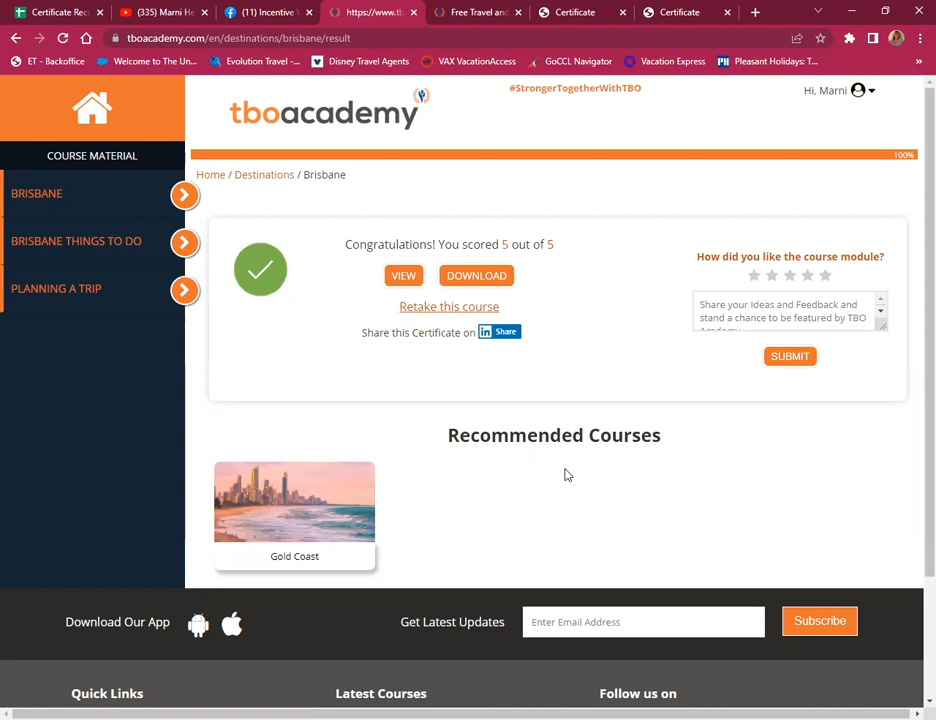 Certificate Rec
(335) Marni He
(11) Incentive
https://www.tb
Free Travel and
Certificate
Certificate
tboacademy.com/en/destinations/brisbane/result
ET - Backoffice
Welcome to The Un...
Evolution Travel -...
Disney Travel Agents
VAX VacationAccess
GoCCL Navigator
Vacation Express
Pleasant Holidays: T...
»
#StrongerTogetherWithTBO
Hi, Marni
tboacademy
COURSE MATERIAL
100%
Home / Destinations / Brisbane
BRISBANE
BRISBANE THINGS TO DO
PLANNING A TRIP
Congratulations! You scored 5 out of 5
VIEW
DOWNLOAD
Retake this course
Share this Certificate on in Share
How did you like the course module?
Share your Ideas and Feedback and
stand a chance to be featured by TBO
Academy
SUBMIT
Recommended Courses
Gold Coast
Download Our App
Get Latest Updates
Enter Email Address
Subscribe
Quick Links
Latest Courses
Follow us on